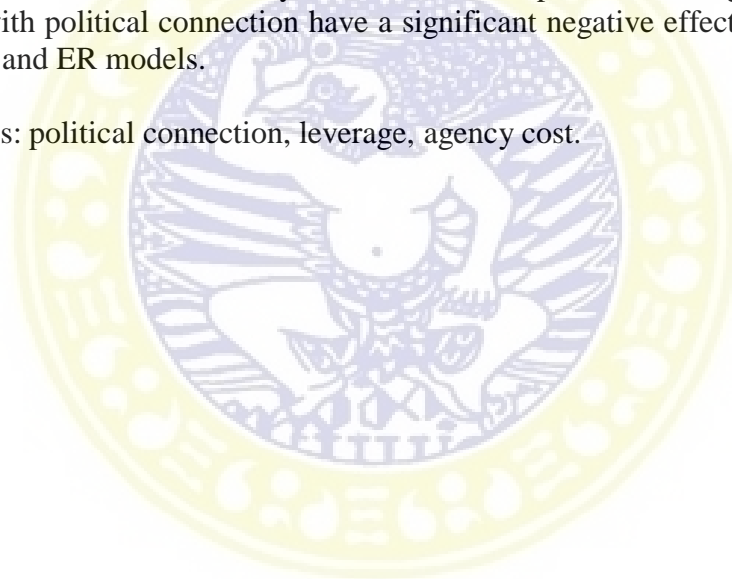 ith political connection have a significant negative effect
and ER models.
s: political connection, leverage, agency cost.